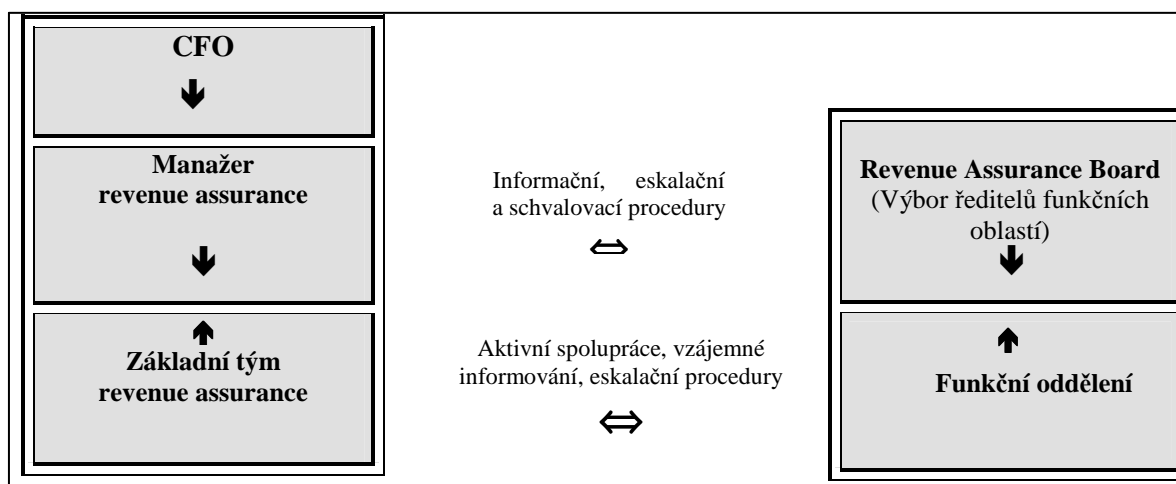 CFO
Manažer
revenue assurance
Základní tým
revenue assurance
Informační, eskalační
a schvalovací procedury
Aktivní spolupráce, vzájemné
informování, eskalační procedury
Revenue Assurance Board
(Výbor ředitelů funkčních
oblastí)
Funkční oddělení